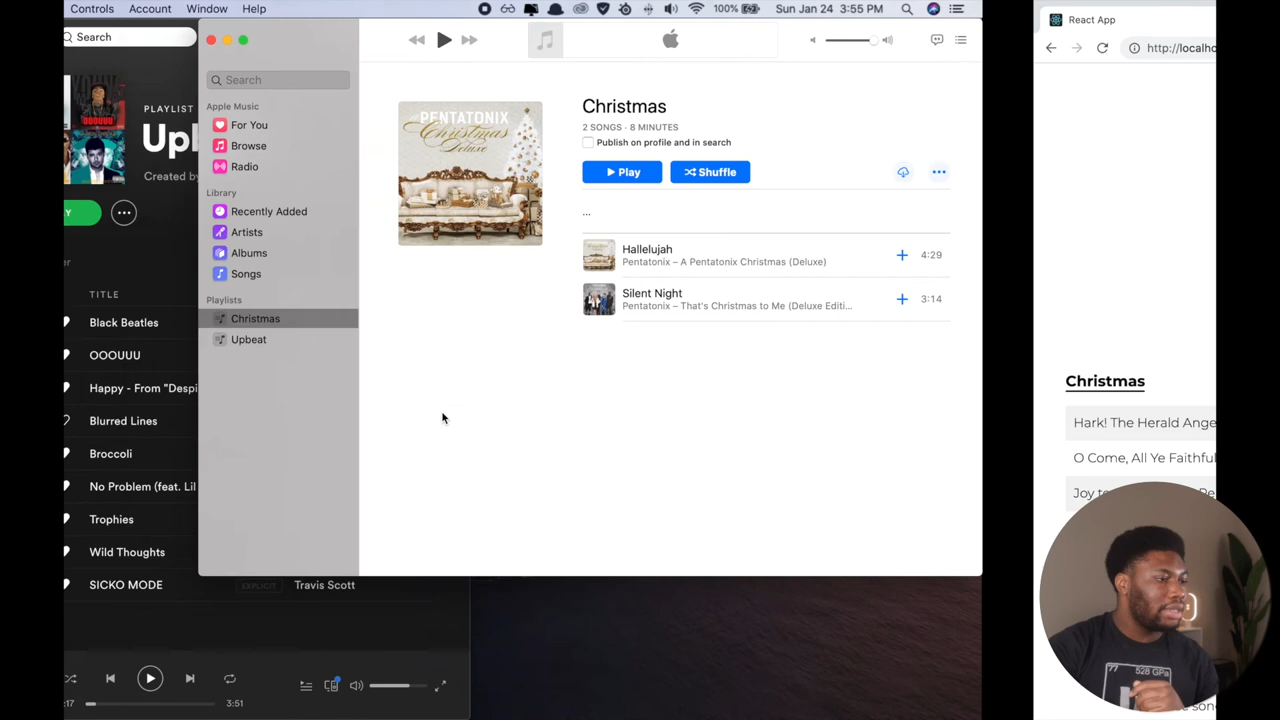 Controls Account Window Help 100% Sun Jan 24 3:55 PM
Search
PLAYLIST
Created by
TITLE
Black Beatles
OOOUUU
Happy - From "Despi
Blurred Lines
Broccoli
No Problem (feat. Lil
Trophies
Wild Thoughts
SICKO MODE EXPLICIT Travis Scott
3:51
Search
Apple Music
For You
Browse
Radio
Library
Recently Added
Artists
Albums
Songs
Playlists
Christmas
Upbeat
PENTATONIX
Christmas
Deluxe
Christmas
2 SONGS · 8 MINUTES
Publish on profile and in search
Play Shuffle
...
Hallelujah
Pentatonix – A Pentatonix Christmas (Deluxe)
4:29
Silent Night
Pentatonix – That's Christmas to Me (Deluxe Editi...
3:14
React App
http://localho
Christmas
Hark! The Herald Ange
O Come, All Ye Faithful
77 528 GPa